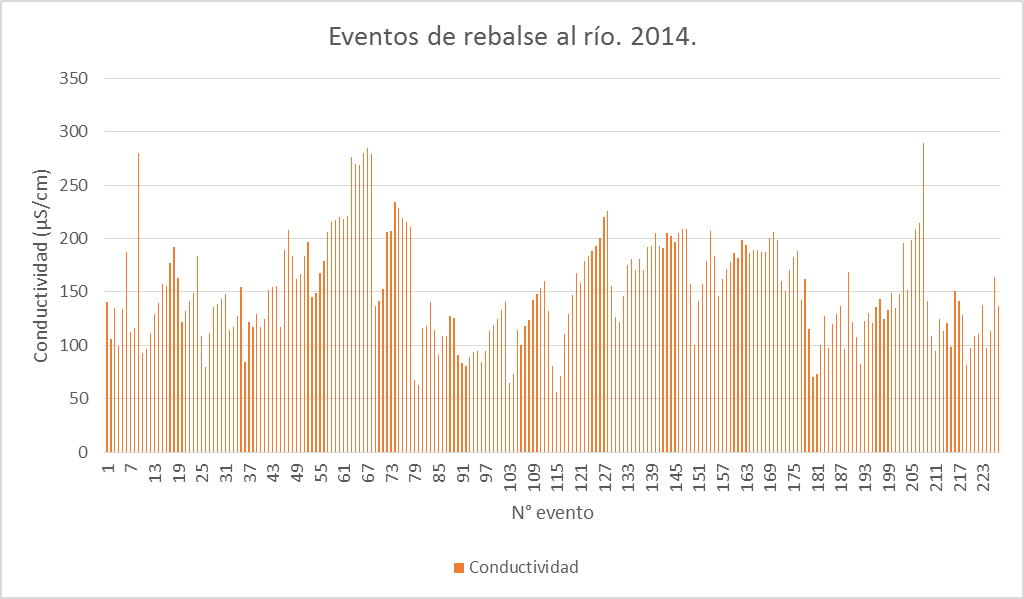 Eventos de rebalse al río. 2014.
350
300
250
200
150
100
50
0
Conductividad (µS/cm)
1 7 13 19 25 31 37 43 49 55 61 67 73 79 85 91 97 103 109 115 121 127 133 139 145 151 157 163 169 175 181 187 193 199 205 211 217 223
N° evento
Conductividad